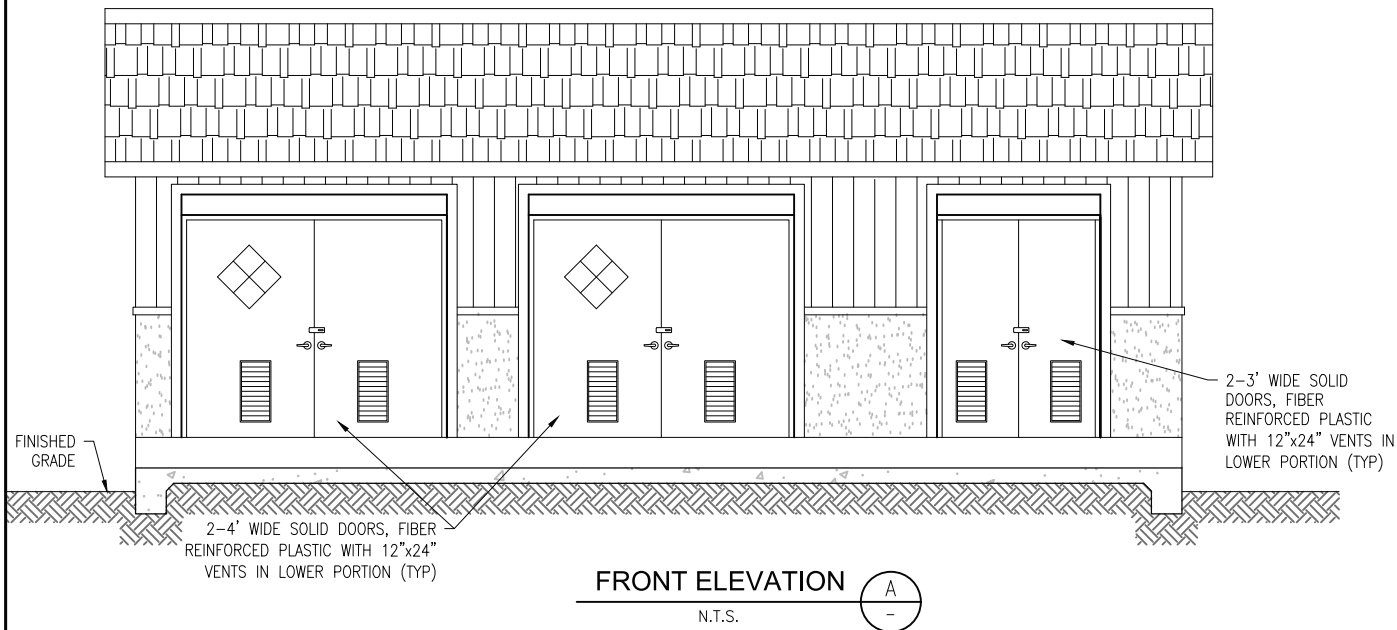 FINISHED
GRADE
2-4' WIDE SOLID DOORS, FIBER
REINFORCED PLASTIC WITH 12"x24"
VENTS IN LOWER PORTION (TYP)
2-3' WIDE SOLID
DOORS, FIBER
REINFORCED PLASTIC
WITH 12"x24" VENTS IN
LOWER PORTION (TYP)
FRONT ELEVATION
N.T.S.
A
-